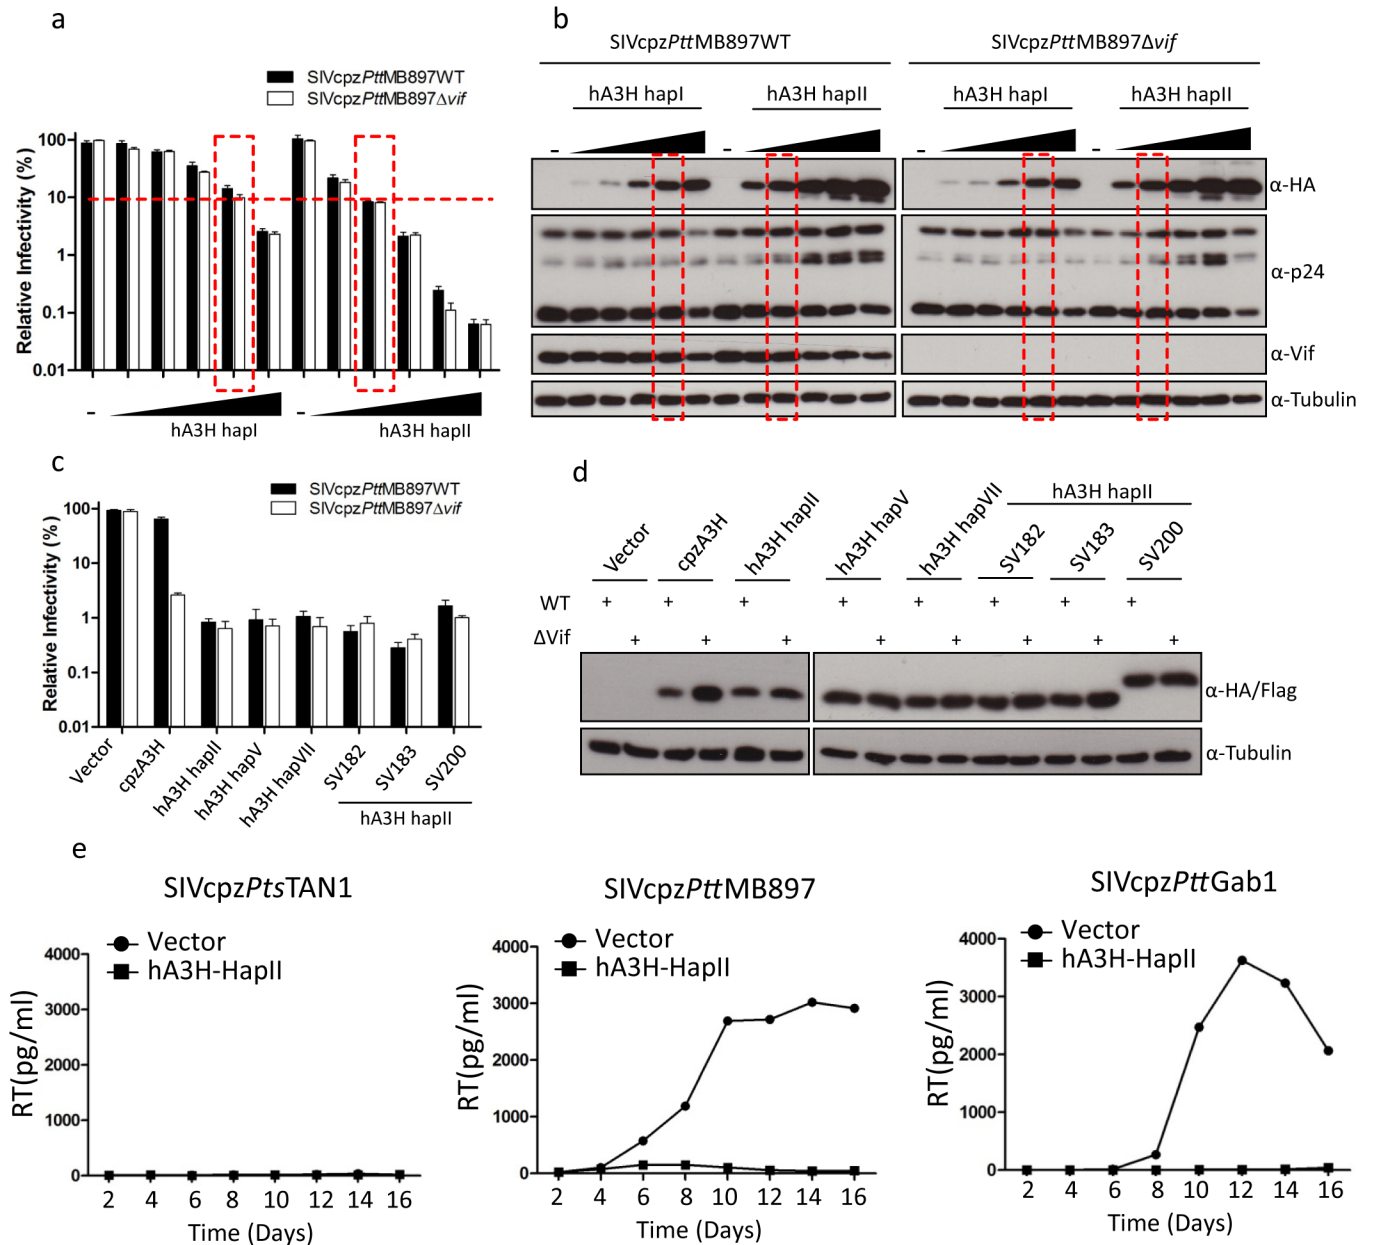 a
SIVcpzPttMB897WT
SIVcpzPttMB897Δvif
Relative Infectivity (%)
100
10
1
0.1
0.01
–
–
hA3H hapI
hA3H hapII
b
SIVcpzPttMB897WT
SIVcpzPttMB897Δvif
hA3H hapI
hA3H hapII
hA3H hapI
hA3H hapII
–
–
–
–
α-HA
α-p24
α-Vif
α-Tubulin
c
SIVcpzPttMB897WT
SIVcpzPttMB897Δvif
Relative Infectivity (%)
100
10
1
0.1
0.01
Vector
cpzA3H
hA3H hapII
hA3H hapV
hA3H hapVII
SV182
SV183
SV200
hA3H hapII
d
hA3H hapII
Vector
cpzA3H
hA3H hapII
hA3H hapV
hA3H hapVII
SV182
SV183
SV200
WT + + + + + + + +
ΔVif + + + + + + + +
α-HA/Flag
α-Tubulin
e
SIVcpzPtsTAN1
Vector
hA3H-HapII
RT(pg/ml)
4000
3000
2000
1000
0
2 4 6 8 10 12 14 16
Time (Days)
SIVcpzPttMB897
Vector
hA3H-HapII
RT(pg/ml)
4000
3000
2000
1000
0
2 4 6 8 10 12 14 16
Time (Days)
SIVcpzPttGab1
Vector
hA3H-HapII
RT(pg/ml)
4000
3000
2000
1000
0
2 4 6 8 10 12 14 16
Time (Days)